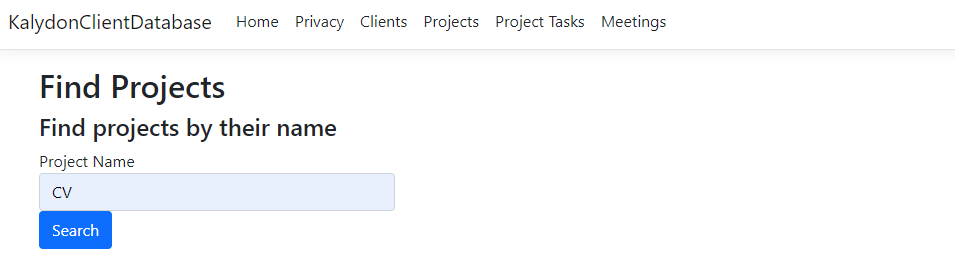 KalydonClientDatabase Home Privacy Clients Projects Project Tasks Meetings
Find Projects
Find projects by their name
Project Name
CV
Search